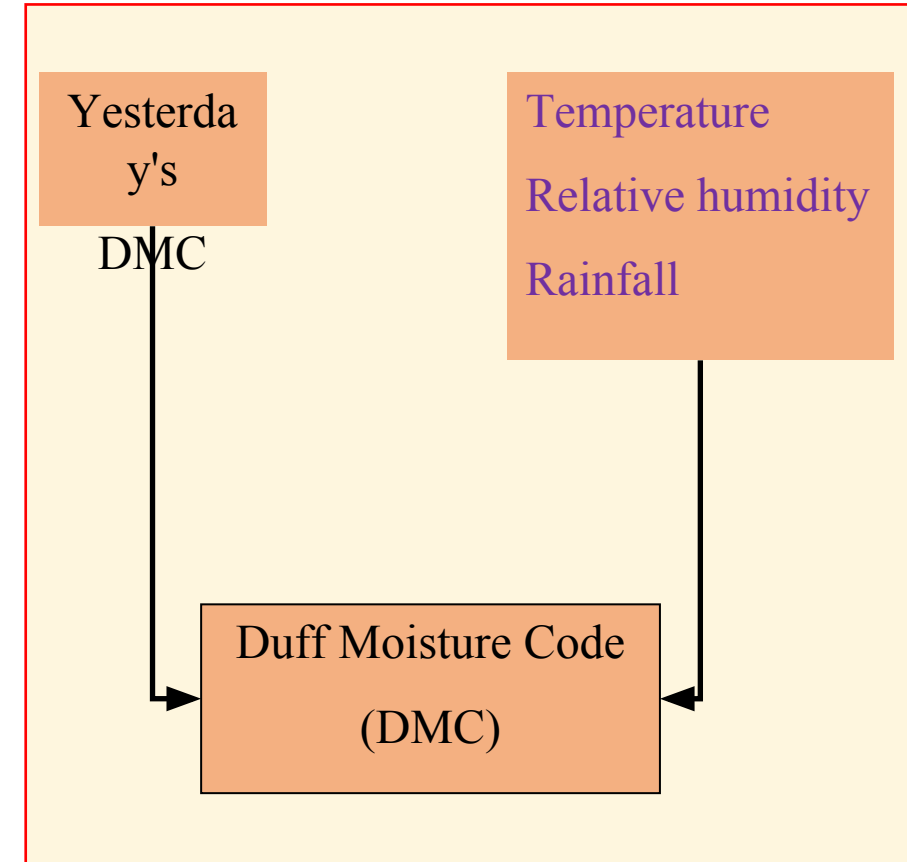 Yesterda
y's
DMC
Temperature
Relative humidity
Rainfall
Duff Moisture Code
(DMC)